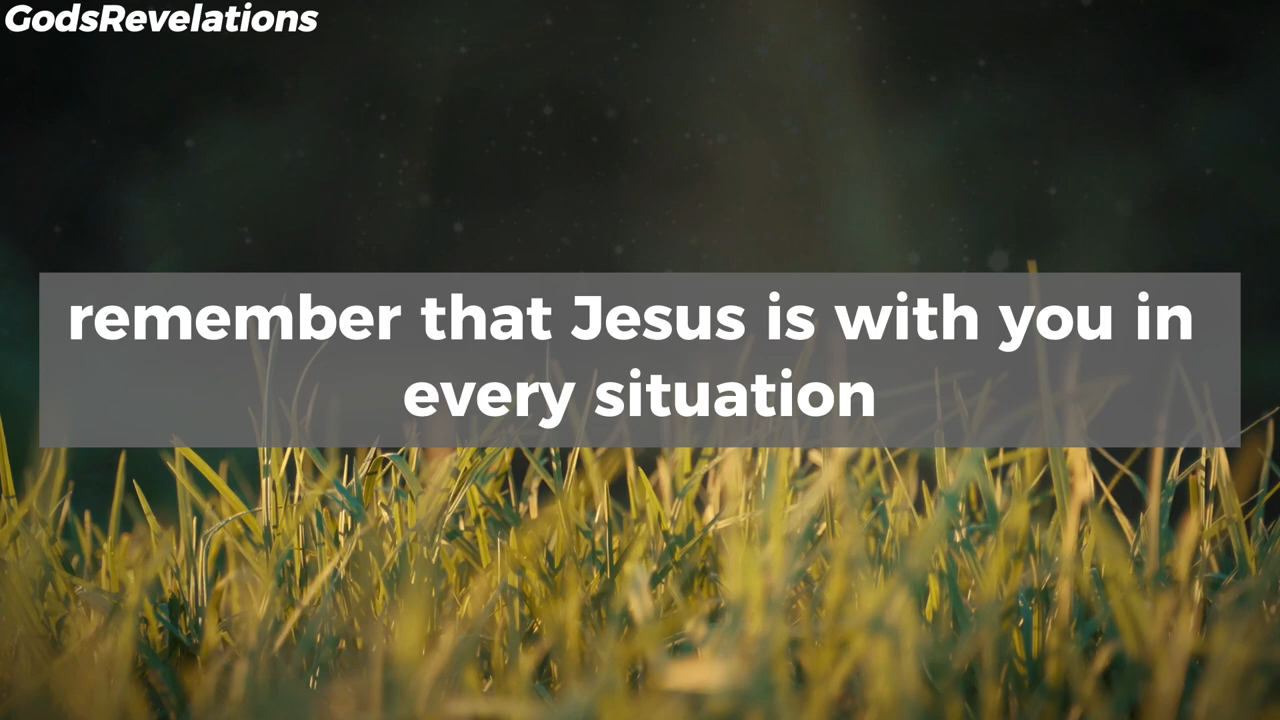 GodsRevelations
remember that Jesus is with you in
every situation